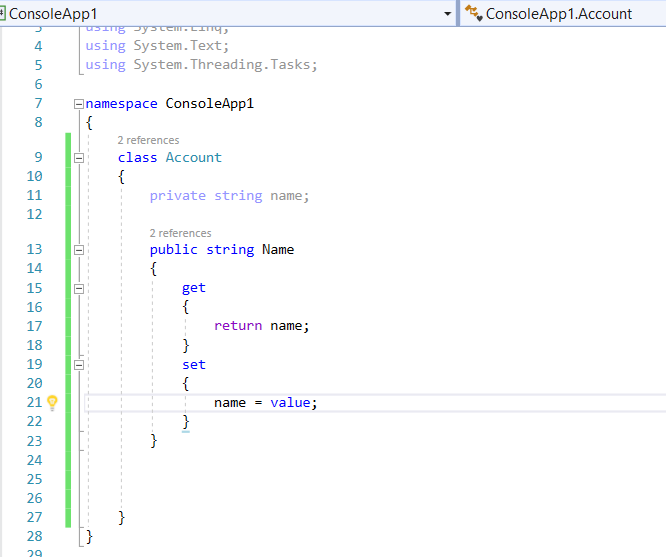 ConsoleApp1 ConsoleApp1.Account
3 using System.Linq;
4 using System.Text;
5 using System.Threading.Tasks;
6
7 namespace ConsoleApp1
8 {
2 references
9 class Account
10 {
11 private string name;
12
2 references
13 public string Name
14 {
15 get
16 {
17 return name;
18 }
19 set
20 {
21 name = value;
22 }
23 }
24
25
26
27 }
28 }
29